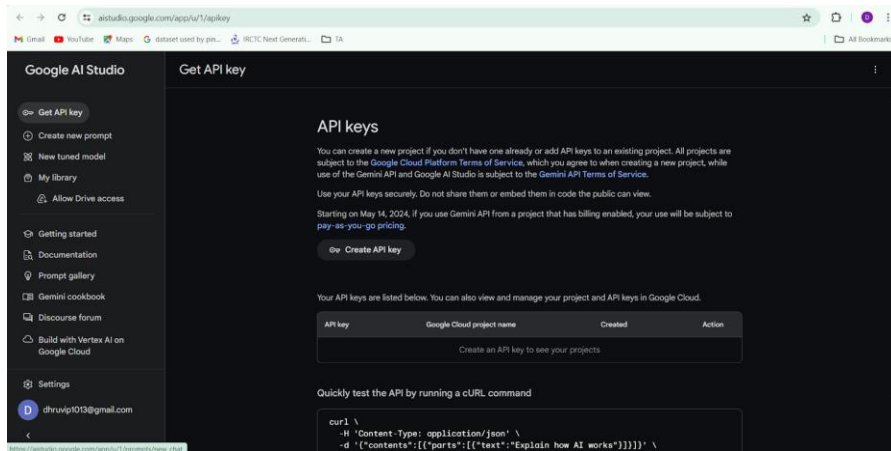 aistudio.google.com/app/u/1/apikey
Gmail YouTube Maps dataset used by pin... IRCTC Next Generati... TA All Bookmarks
Google AI Studio
Get API key
Get API key
Create new prompt
New tuned model
My library
Allow Drive access
Getting started
Documentation
Prompt gallery
Gemini cookbook
Discourse forum
Build with Vertex AI on
Google Cloud
Settings
D dhruvip1013@gmail.com
https://aistudio.google.com/app/u/1/prompts/new_chat
API keys
You can create a new project if you don't have one already or add API keys to an existing project. All projects are
subject to the Google Cloud Platform Terms of Service, which you agree to when creating a new project, while
use of the Gemini API and Google AI Studio is subject to the Gemini API Terms of Service.
Use your API keys securely. Do not share them or embed them in code the public can view.
Starting on May 14, 2024, if you use Gemini API from a project that has billing enabled, your use will be subject to
pay-as-you-go pricing.
Create API key
Your API keys are listed below. You can also view and manage your project and API keys in Google Cloud.
API key Google Cloud project name Created Action
Create an API key to see your projects
Quickly test the API by running a cURL command
curl \
-H 'Content-Type: application/json' \
-d '{"contents":[{"parts":[{"text":"Explain how AI works"}]}]}' \